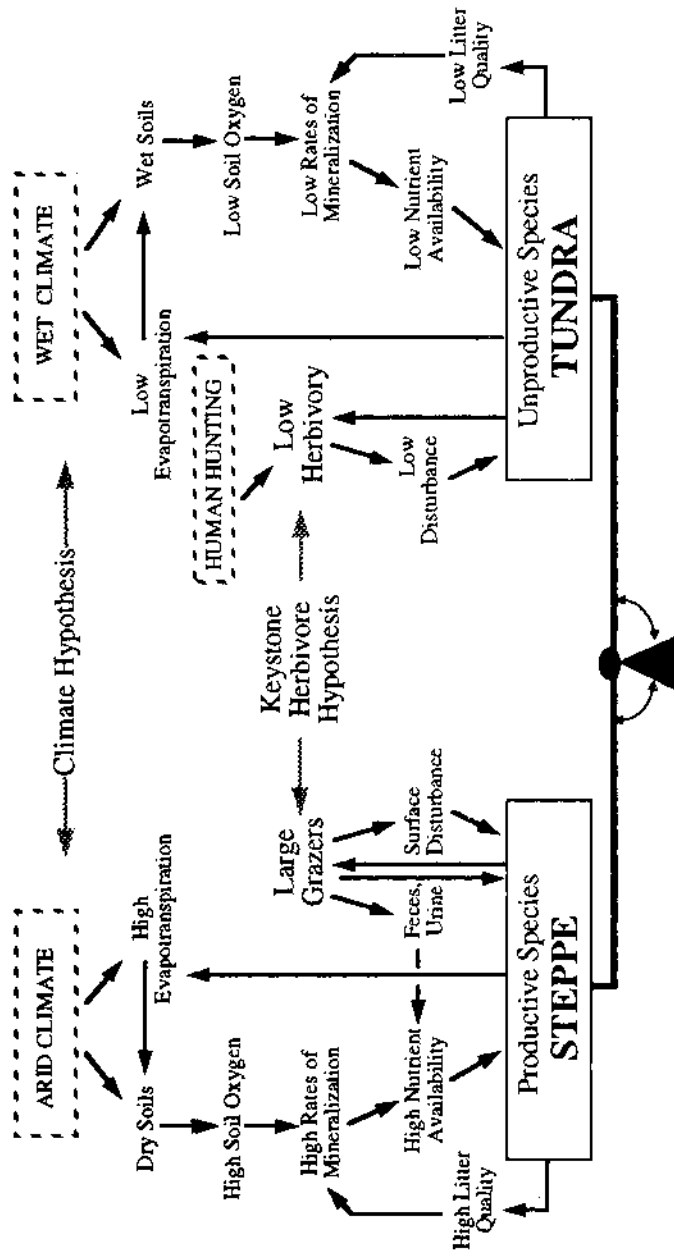 Climate Hypothesis
ARID CLIMATE
WET CLIMATE
Dry Soils
High
Evapotranspiration
Low
Evapotranspiration
Wet Soils
High Soil Oxygen
HUMAN HUNTING
Low Soil Oxygen
High Rates of
Mineralization
Large
Grazers
Keystone
Herbivore
Hypothesis
Low
Herbivory
Low Rates of
Mineralization
High Nutrient
Availability
Feces,
Urine
Surface
Disturbance
Low
Disturbance
Low Nutrient
Availability
High Litter
Quality
Low Litter
Quality
Productive Species
STEPPE
Unproductive Species
TUNDRA